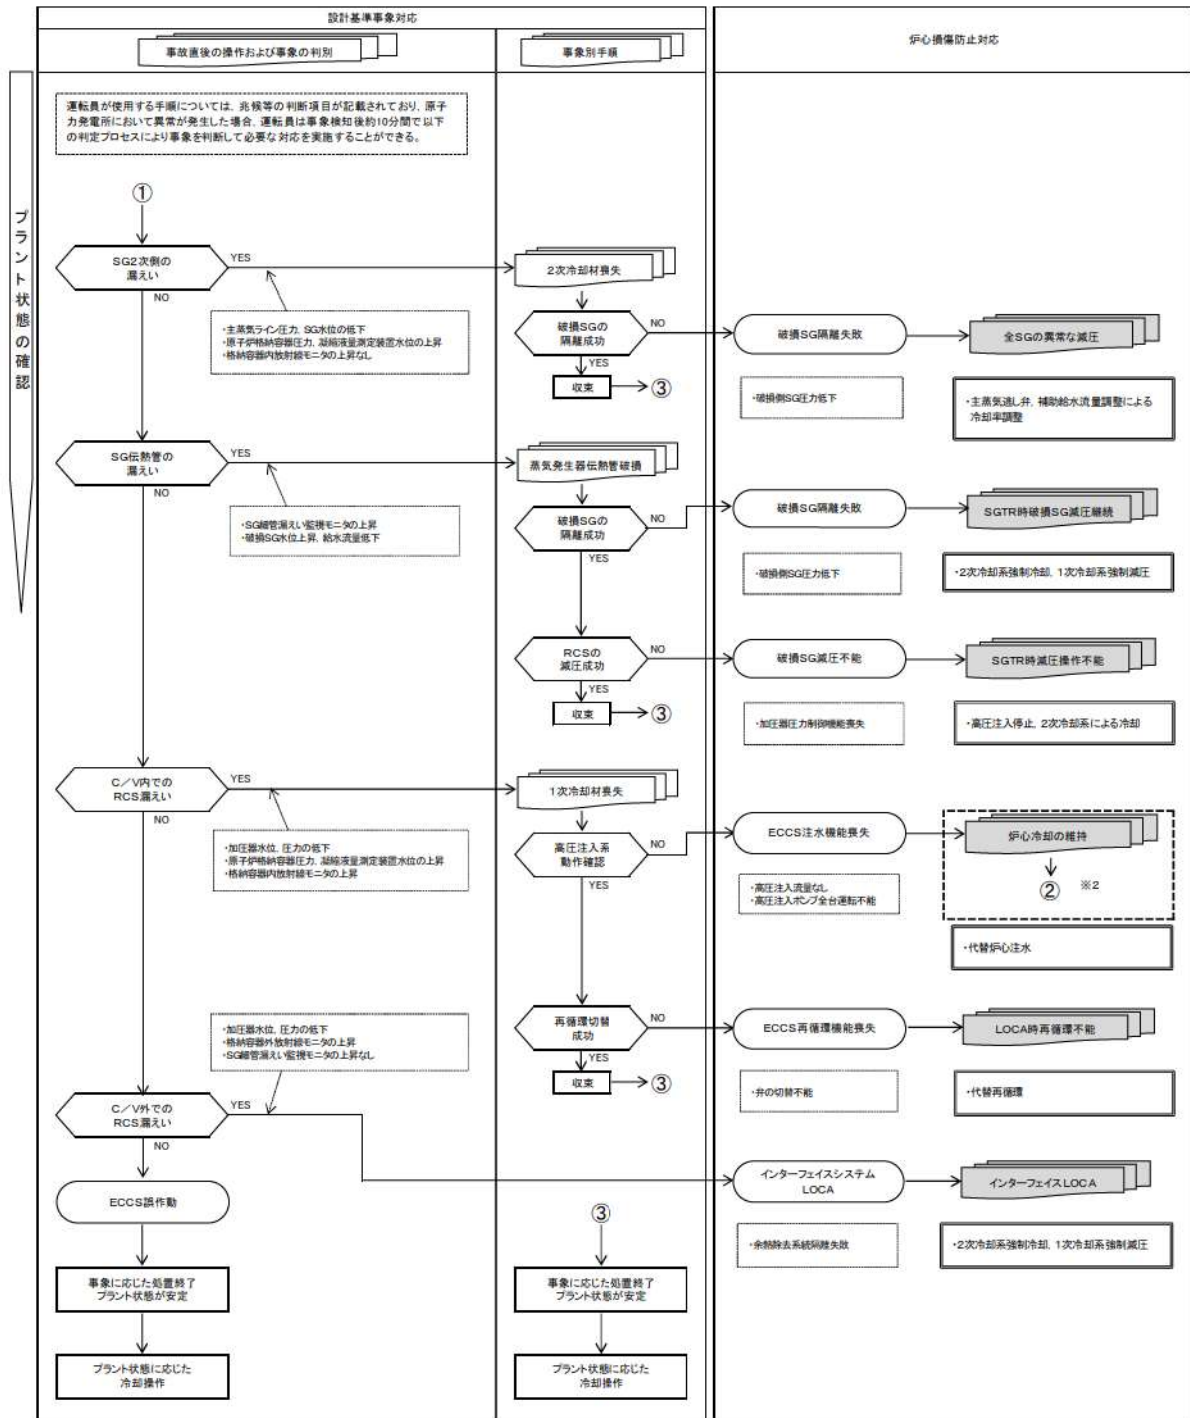 設計基準事象対応
事故直後の操作および事象の判別
事象別手順
炉心損傷防止対応
プラント状態の確認
運転員が使用する手順については、兆候等の判断項目が記載されており、原子
力発電所において異常が発生した場合、運転員は事象検知後約10分間で以下
の判定プロセスにより事象を判断して必要な対応を実施することができる。
①
SG2次側の
漏えい
YES
NO
・主蒸気ライン圧力、SG水位の低下
・原子炉格納容器圧力、凝縮液量測定装置水位の上昇
・格納容器内放射線モニタの上昇なし
2次冷却材喪失
破損SGの
隔離成功
NO
YES
収束
③
破損SG隔離失敗
全SGの異常な減圧
・破損側SG圧力低下
・主蒸気逃し弁、補助給水流量調整による
冷却率調整
SG伝熱管の
漏えい
YES
NO
・SG細管漏えい監視モニタの上昇
・破損SG水位上昇、給水流量低下
蒸気発生器伝熱管破損
破損SGの
隔離成功
NO
YES
破損SG隔離失敗
SGTR時破損SG減圧継続
・破損側SG圧力低下
・2次冷却系強制冷却、1次冷却系強制減圧
RCSの
減圧成功
NO
YES
収束
③
破損SG減圧不能
SGTR時減圧操作不能
・加圧器圧力制御機能喪失
・高圧注入停止、2次冷却系による冷却
C/V内での
RCS漏えい
YES
NO
・加圧器水位、圧力の低下
・原子炉格納容器圧力、凝縮液量測定装置水位の上昇
・格納容器内放射線モニタの上昇
1次冷却材喪失
高圧注入系
動作確認
NO
YES
ECCS注水機能喪失
炉心冷却の維持
②
※2
・高圧注入流量なし
・高圧注入ポンプ全台運転不能
・代替炉心注水
・加圧器水位、圧力の低下
・格納容器外放射線モニタの上昇
・SG細管漏えい監視モニタの上昇なし
再循環切替
成功
NO
YES
収束
③
ECCS再循環機能喪失
LOCA時再循環不能
・弁の切替不能
・代替再循環
C/V外での
RCS漏えい
YES
NO
インターフェイスシステム
LOCA
インターフェイスLOCA
・余熱除去系統隔離失敗
・2次冷却系強制冷却、1次冷却系強制減圧
ECCS誤作動
事象に応じた処置終了
プラント状態が安定
プラント状態に応じた
冷却操作
③
事象に応じた処置終了
プラント状態が安定
プラント状態に応じた
冷却操作